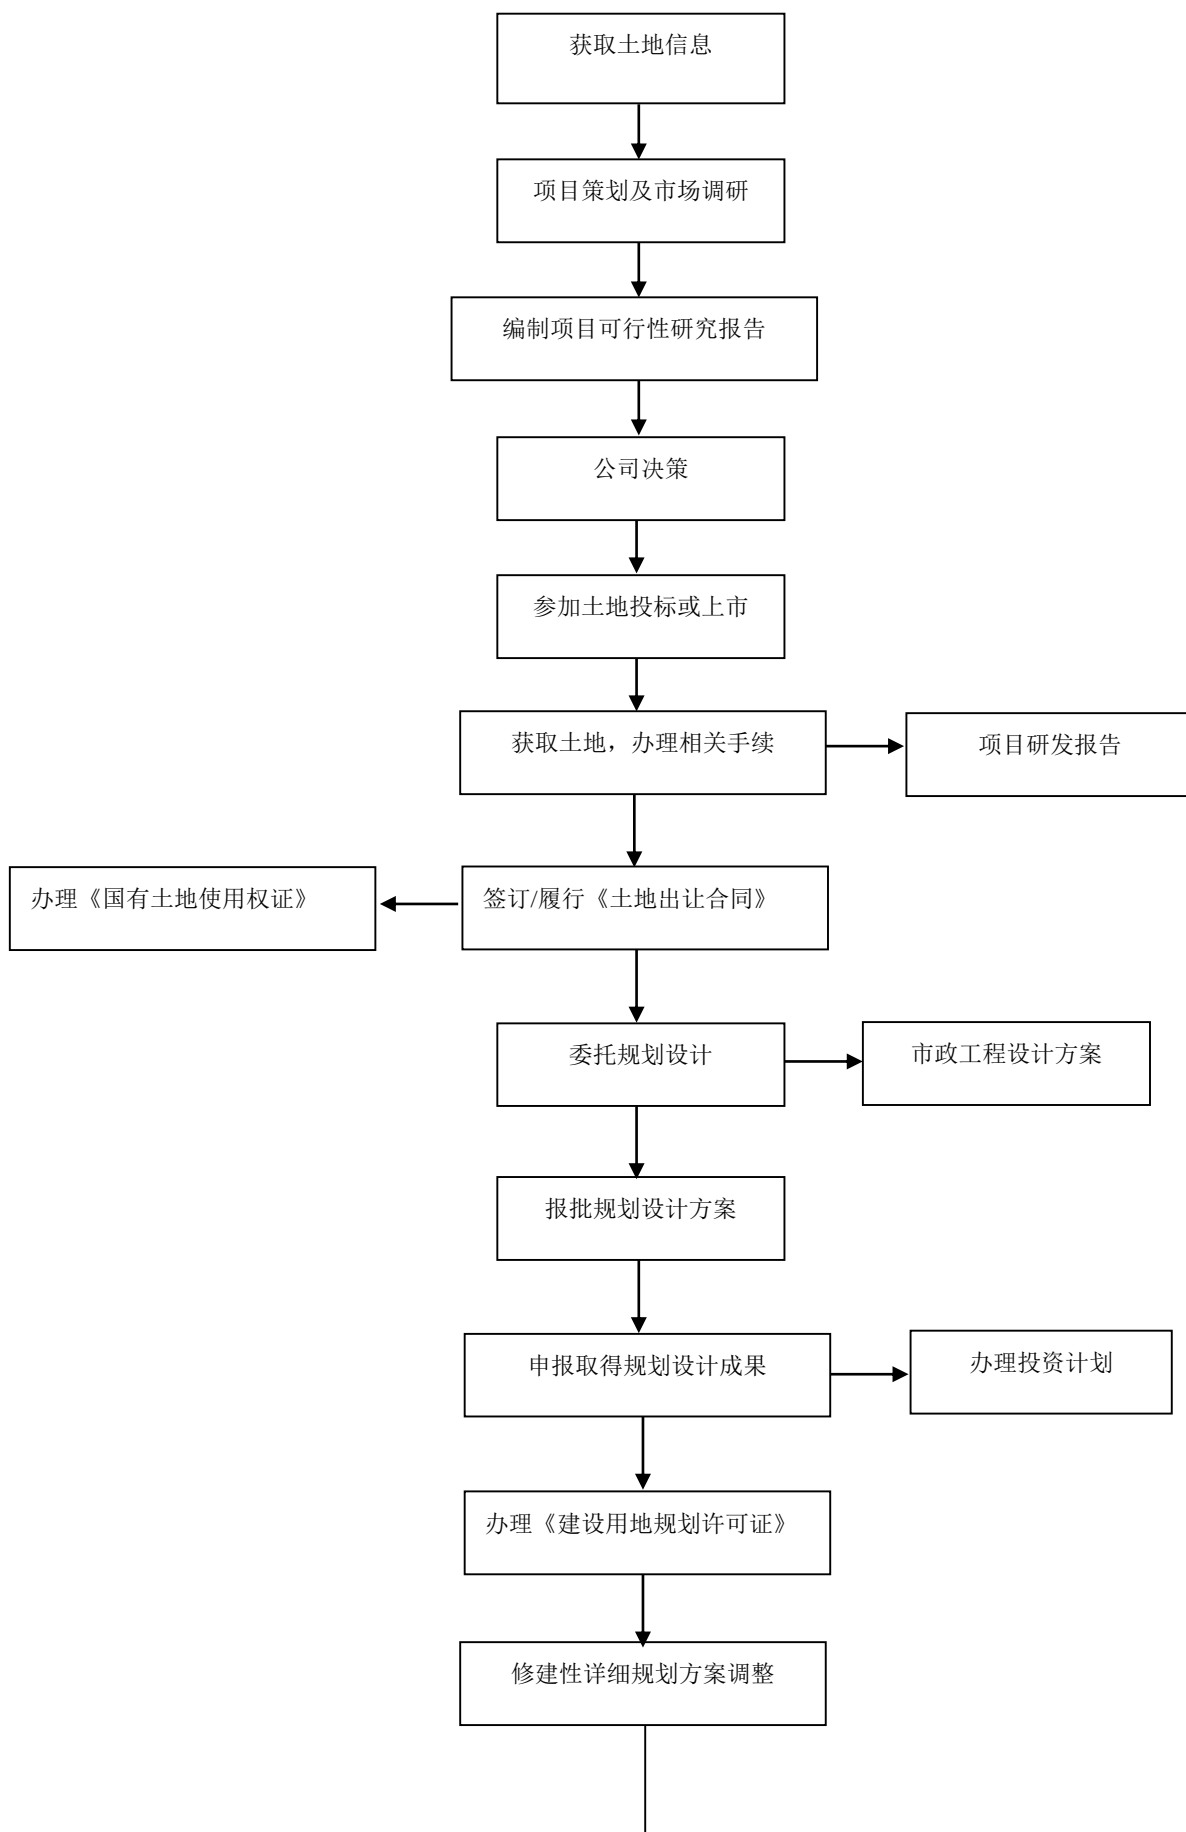 获取土地信息
项目策划及市场调研
编制项目可行性研究报告
公司决策
参加土地投标或上市
获取土地，办理相关手续
项目研发报告
办理《国有土地使用权证》
签订/履行《土地出让合同》
委托规划设计
市政工程设计方案
报批规划设计方案
申报取得规划设计成果
办理投资计划
办理《建设用地规划许可证》
修建性详细规划方案调整